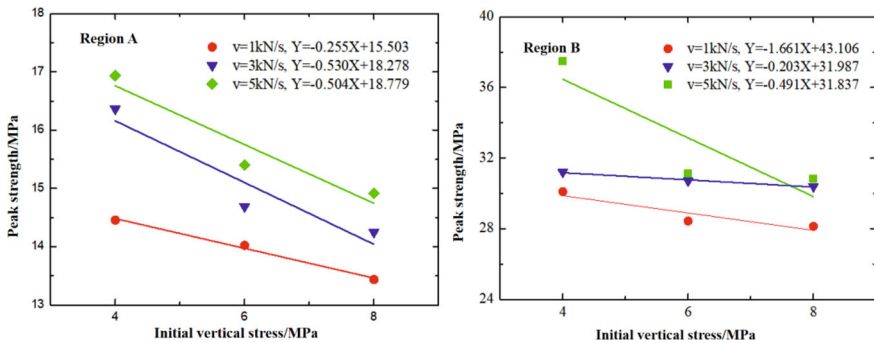 Region A
v=1kN/s, Y=-0.255X+15.503
v=3kN/s, Y=-0.530X+18.278
v=5kN/s, Y=-0.504X+18.779
Peak strength/MPa
18
17
16
15
14
13
4 6 8
Initial vertical stress/MPa
Region B
v=1kN/s, Y=-1.661X+43.106
v=3kN/s, Y=-0.203X+31.987
v=5kN/s, Y=-0.491X+31.837
Peak strength/MPa
40
36
32
28
24
4 6 8
Initial vertical stress/MPa